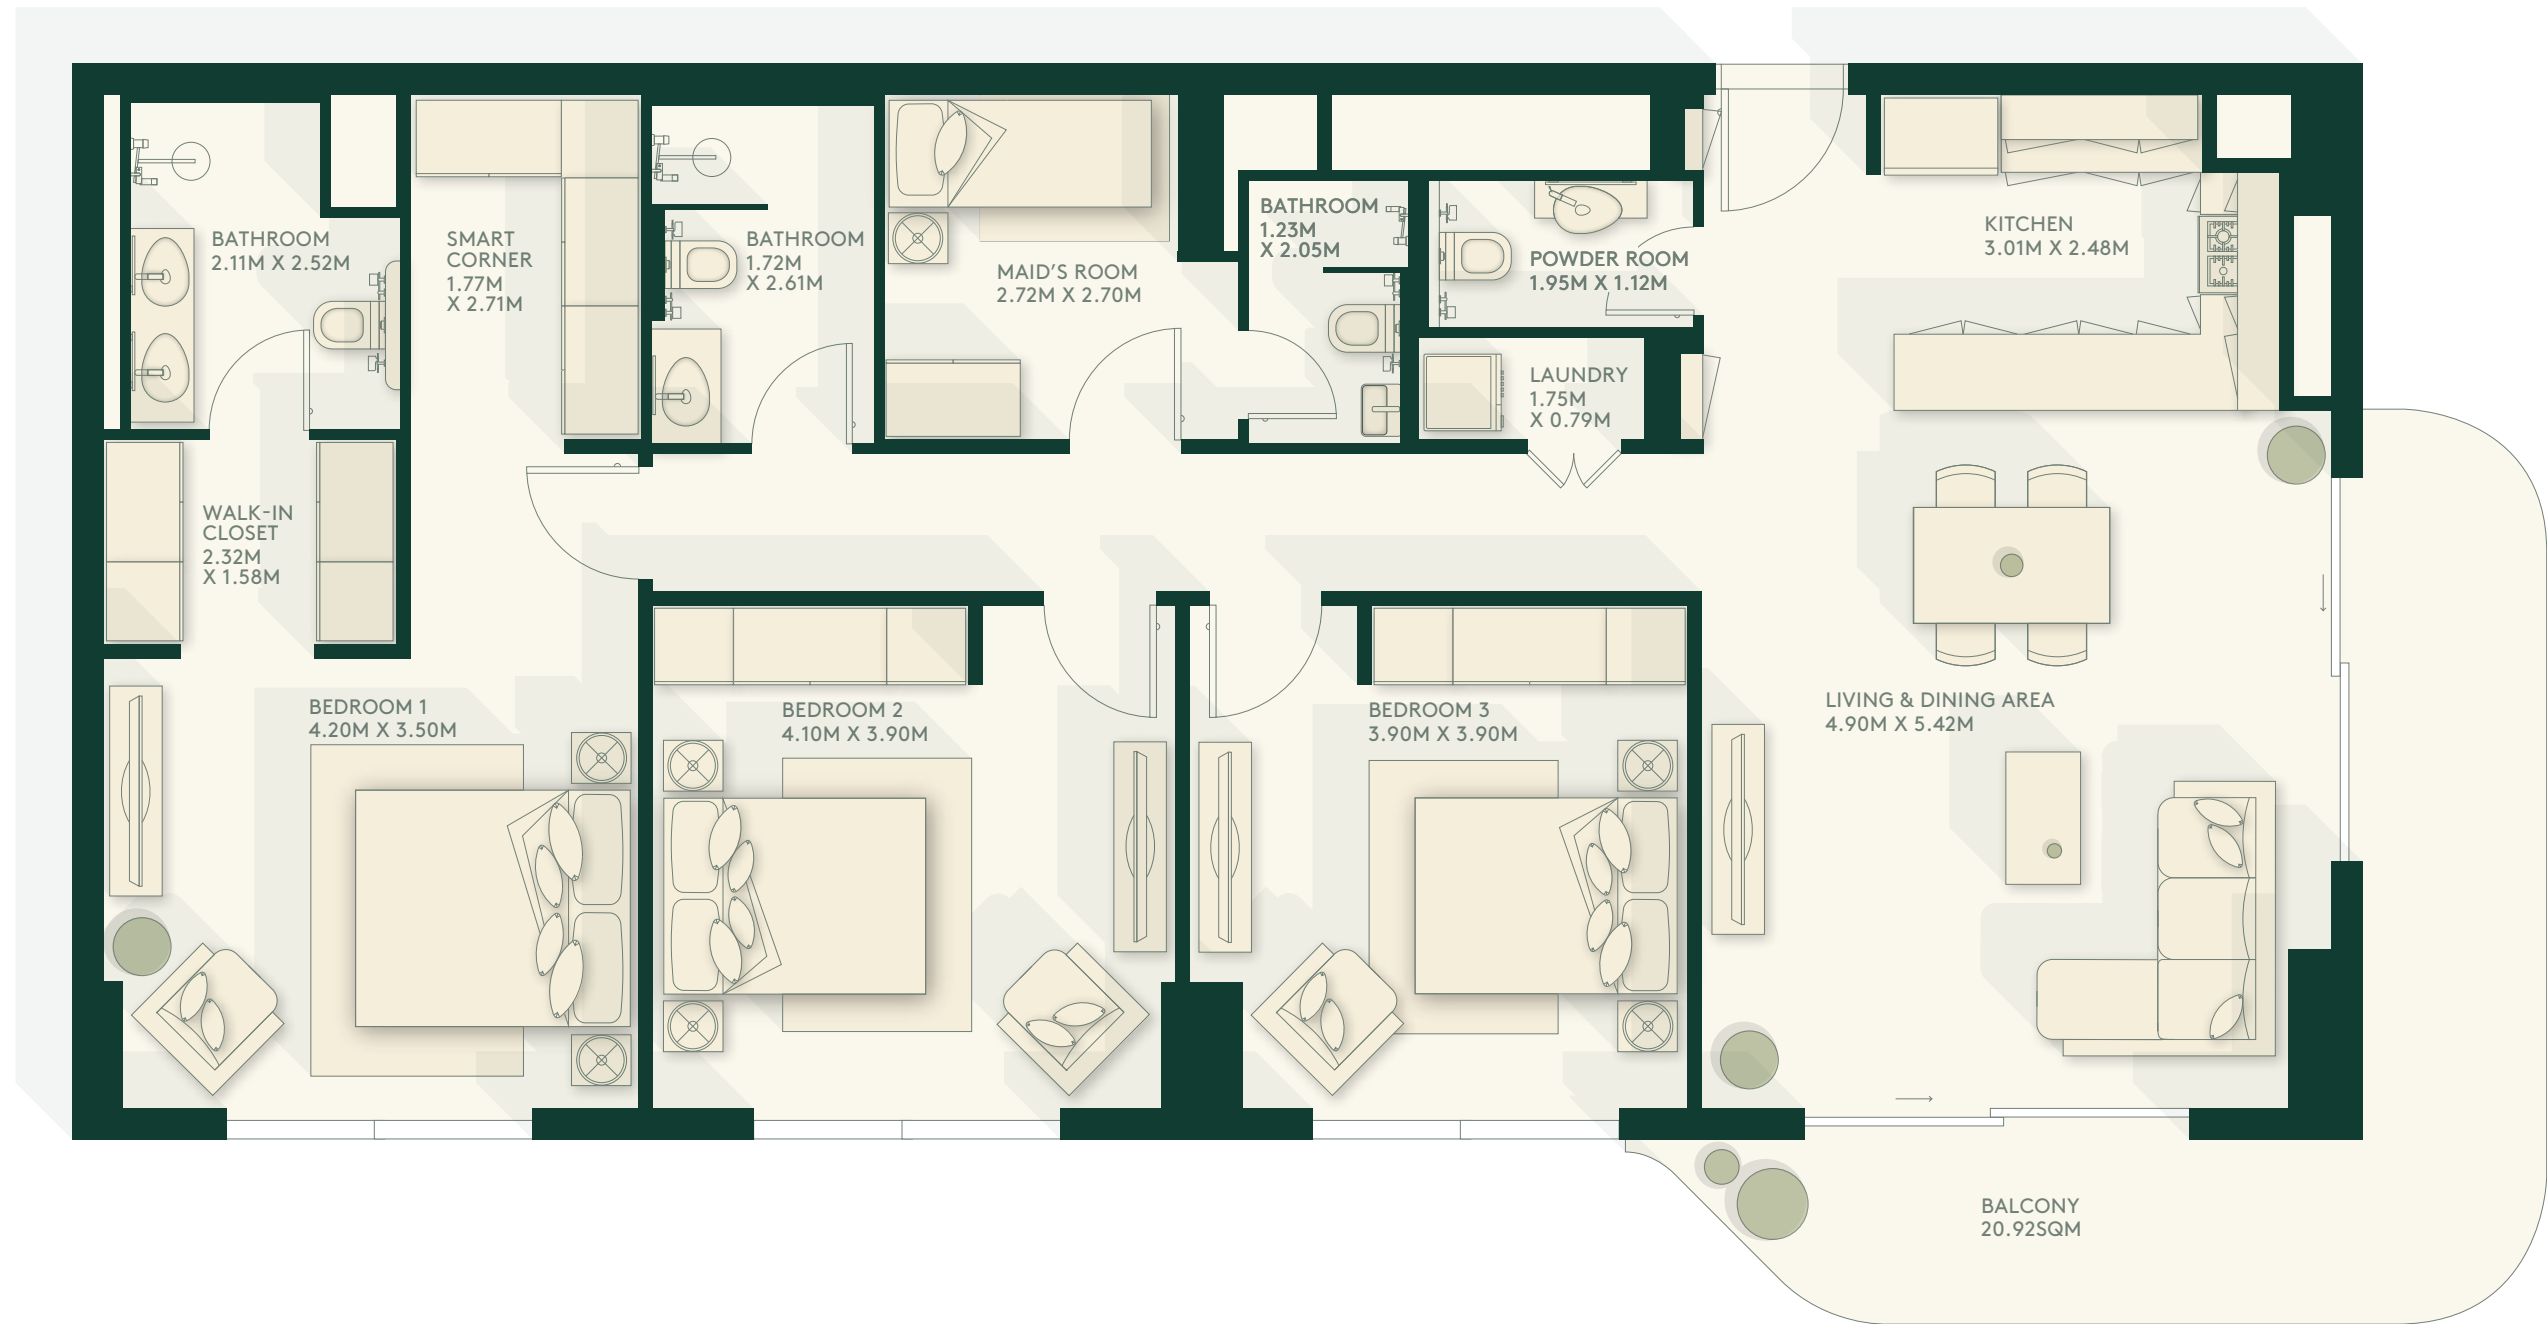 BATHROOM
2.11M X 2.52M
SMART
CORNER
1.77M
X 2.71M
BATHROOM
1.72M
X 2.61M
MAID'S ROOM
2.72M X 2.70M
BATHROOM
1.23M
X 2.05M
POWDER ROOM
1.95M X 1.12M
KITCHEN
3.01M X 2.48M
LAUNDRY
1.75M
X 0.79M
WALK-IN
CLOSET
2.32M
X 1.58M
BEDROOM 1
4.20M X 3.50M
BEDROOM 2
4.10M X 3.90M
BEDROOM 3
3.90M X 3.90M
LIVING & DINING AREA
4.90M X 5.42M
BALCONY
20.92SQM